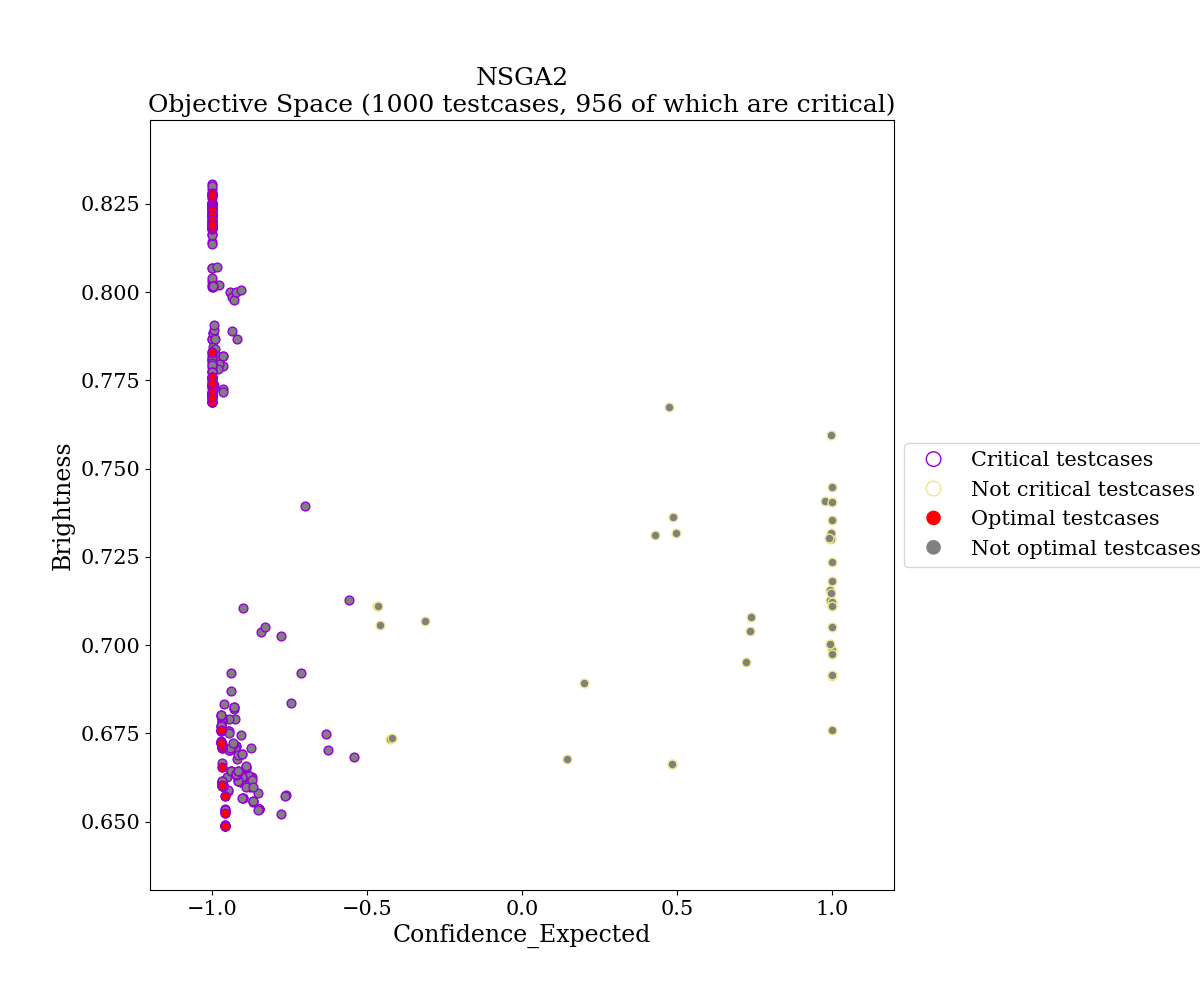 NSGA2
Objective Space (1000 testcases, 956 of which are critical)
0.825
0.800
0.775
0.750
0.725
0.700
0.675
0.650
Brightness
−1.0
−0.5
0.0
0.5
1.0
Confidence_Expected
Critical testcases
Not critical testcases
Optimal testcases
Not optimal testcases